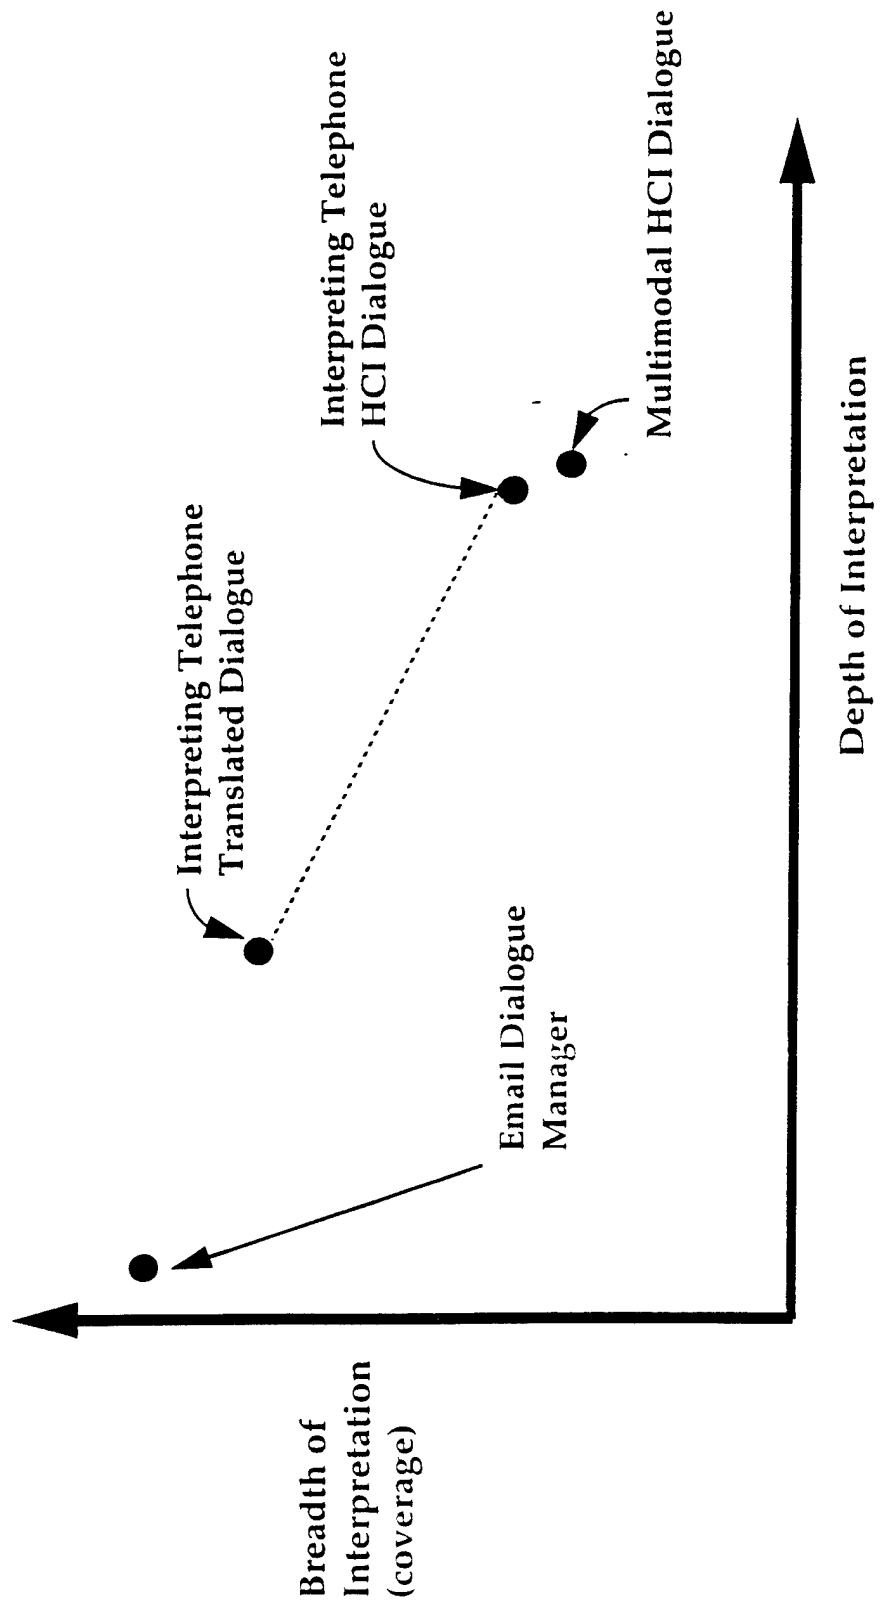 Breadth of
Interpretation
(coverage)
Email Dialogue
Manager
Interpreting Telephone
Translated Dialogue
Interpreting Telephone
HCI Dialogue
Multimodal HCI Dialogue
Depth of Interpretation